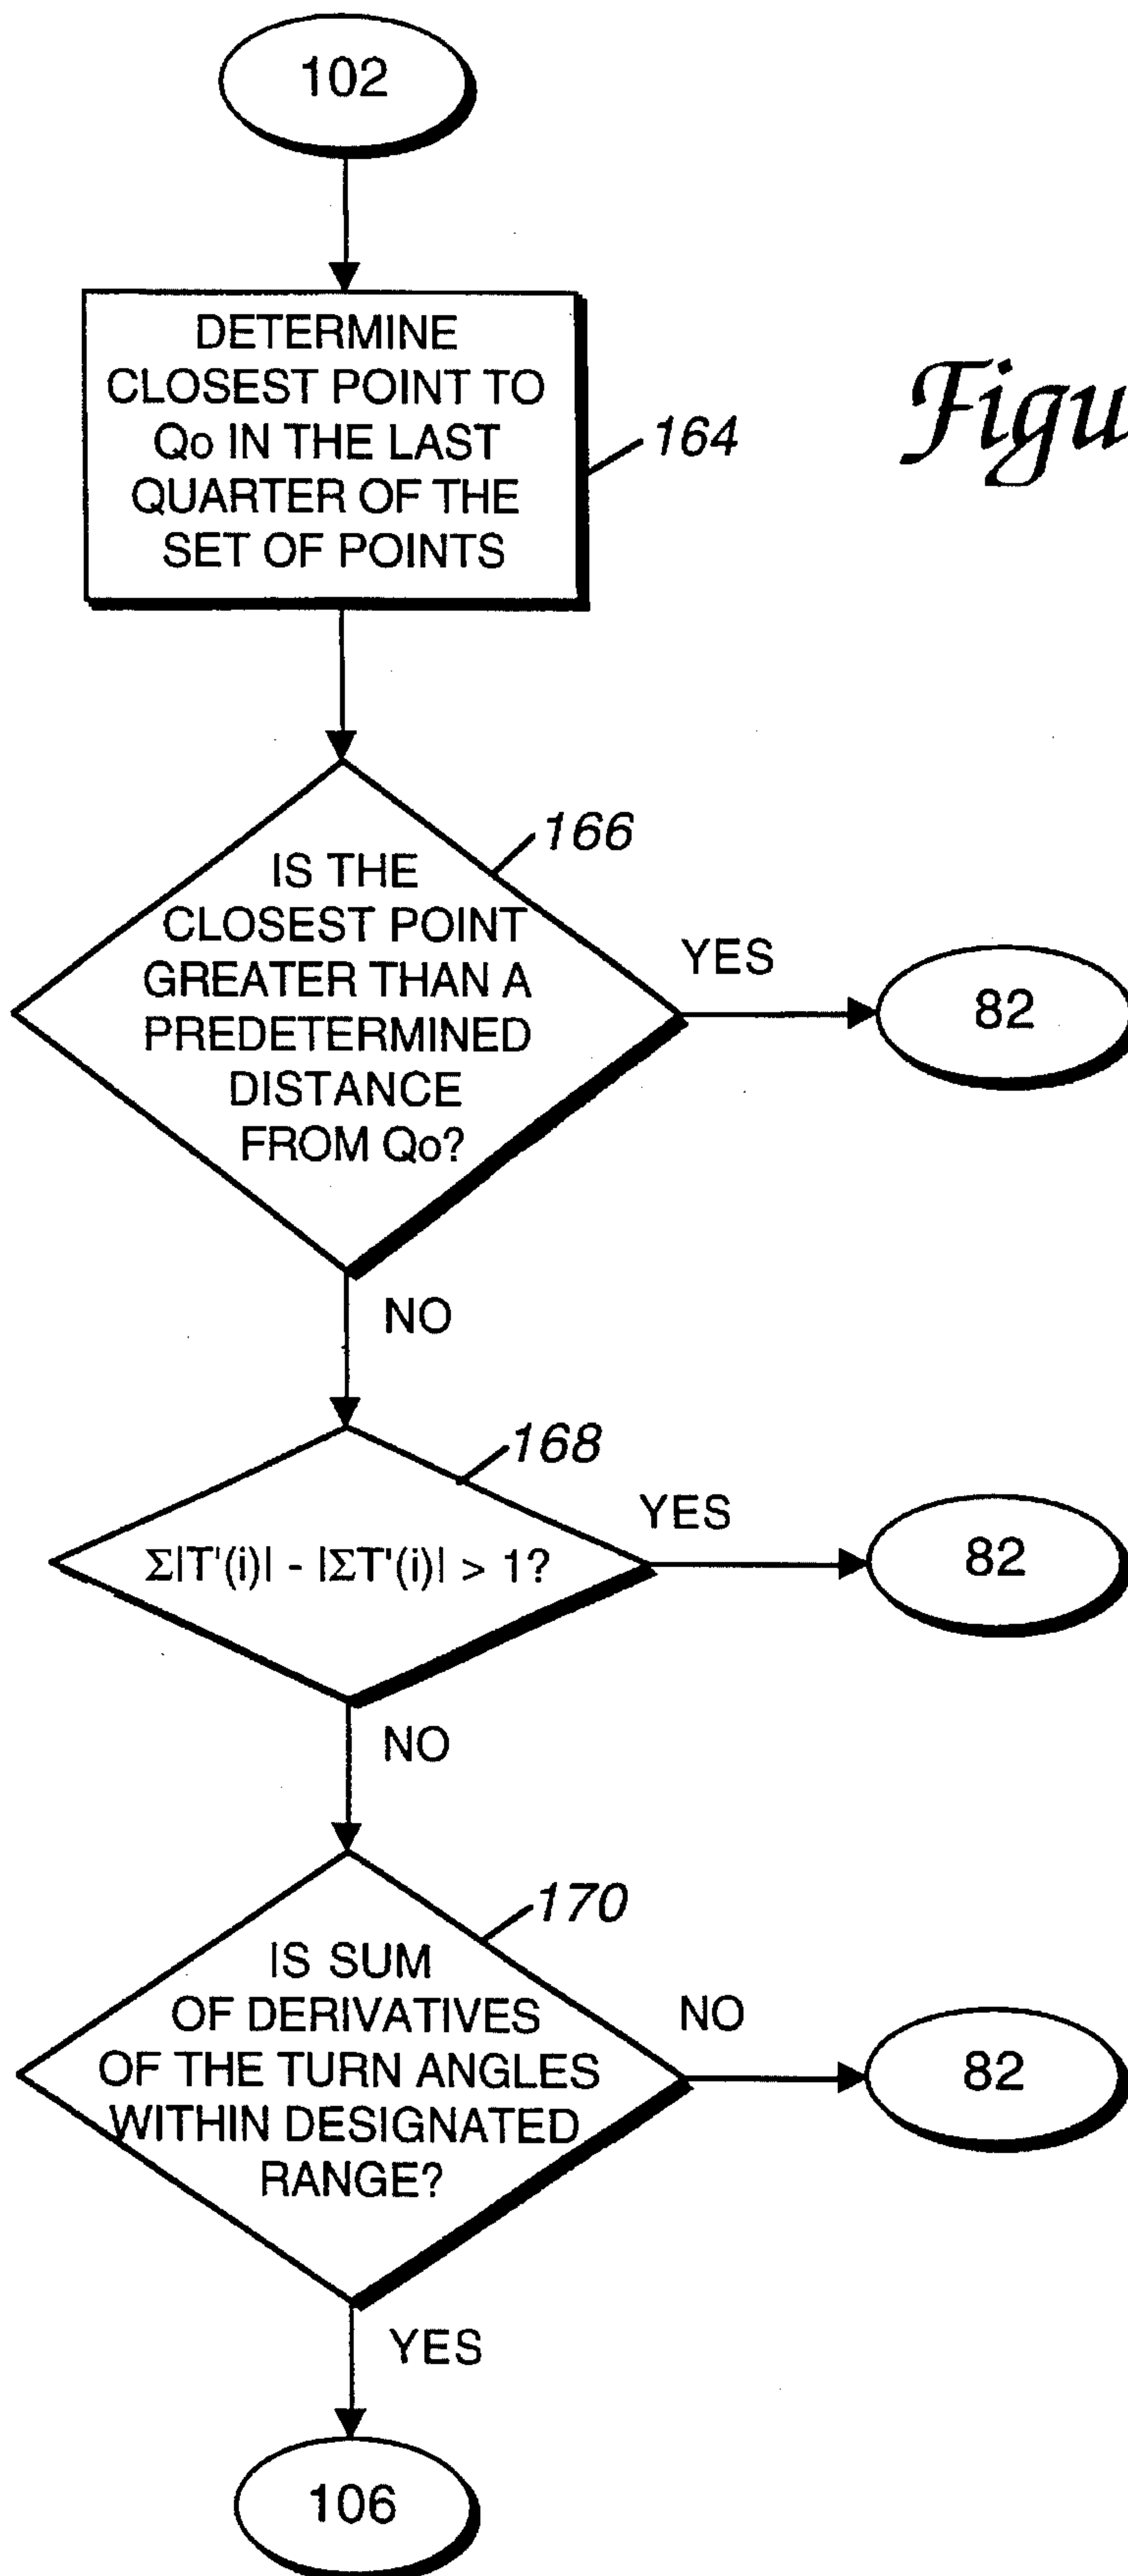 102
DETERMINE
CLOSEST POINT TO
Qo IN THE LAST
QUARTER OF THE
SET OF POINTS
164
Figu
166
IS THE
CLOSEST POINT
GREATER THAN A
PREDETERMINED
DISTANCE
FROM Qo?
YES
82
NO
168
Σ|T'(i)| - |ΣT'(i)| > 1?
YES
82
NO
170
IS SUM
OF DERIVATIVES
OF THE TURN ANGLES
WITHIN DESIGNATED
RANGE?
NO
82
YES
106